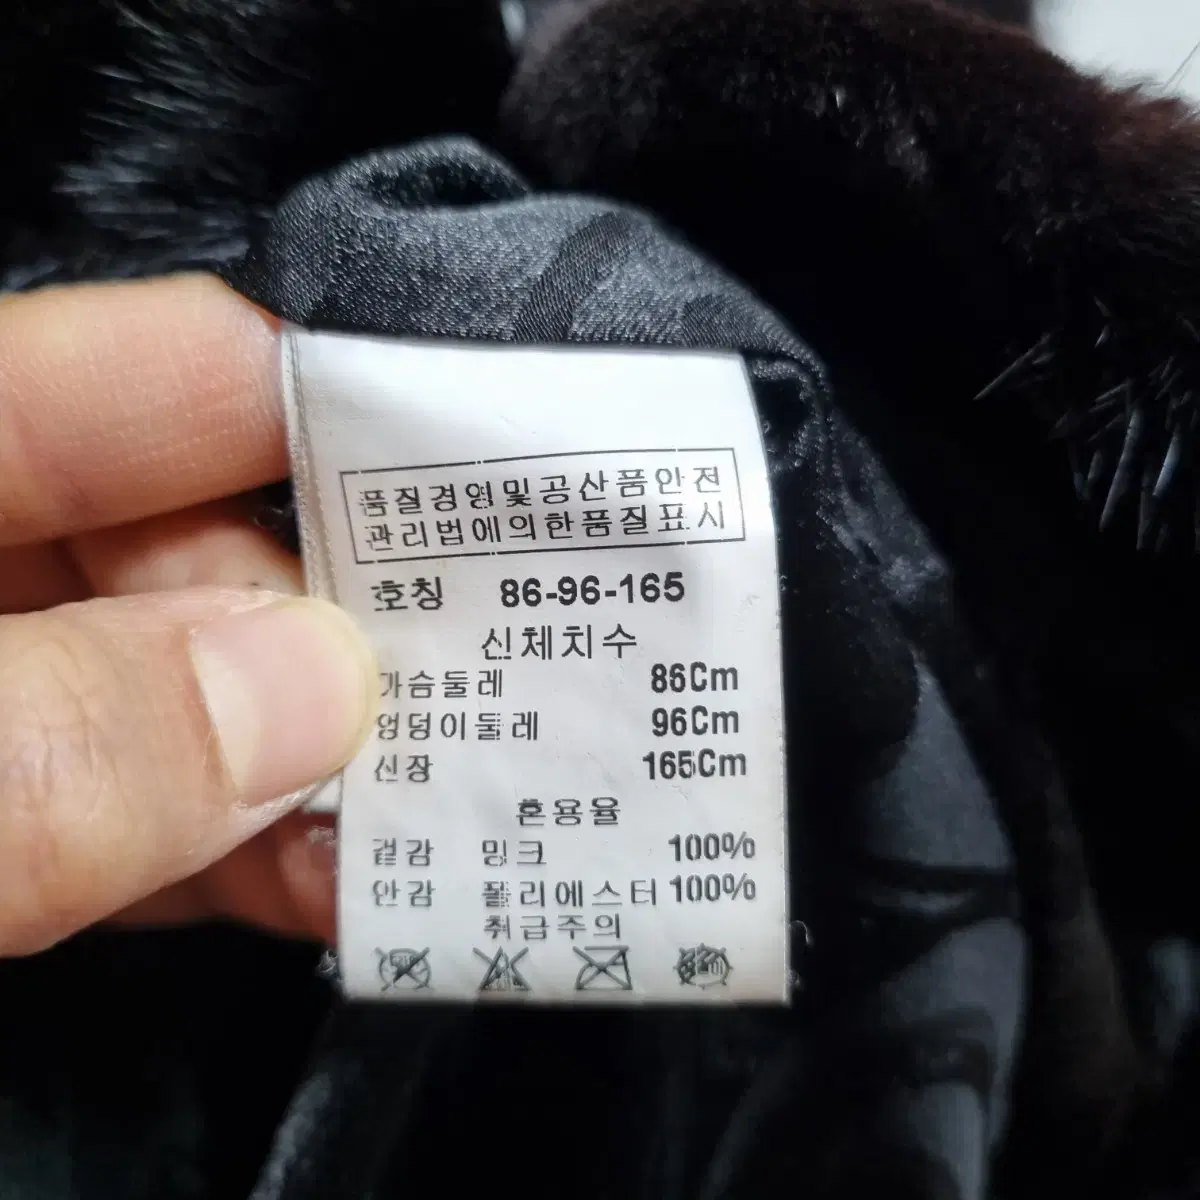 품질경영및공산품안전
관리법에의한품질표시
호칭 86-96-165
신체치수
가슴둘레 86Cm
엉덩이둘레 96Cm
신장 165Cm
혼용율
겉감 밍크 100%
안감 폴리에스터 100%
취급주의